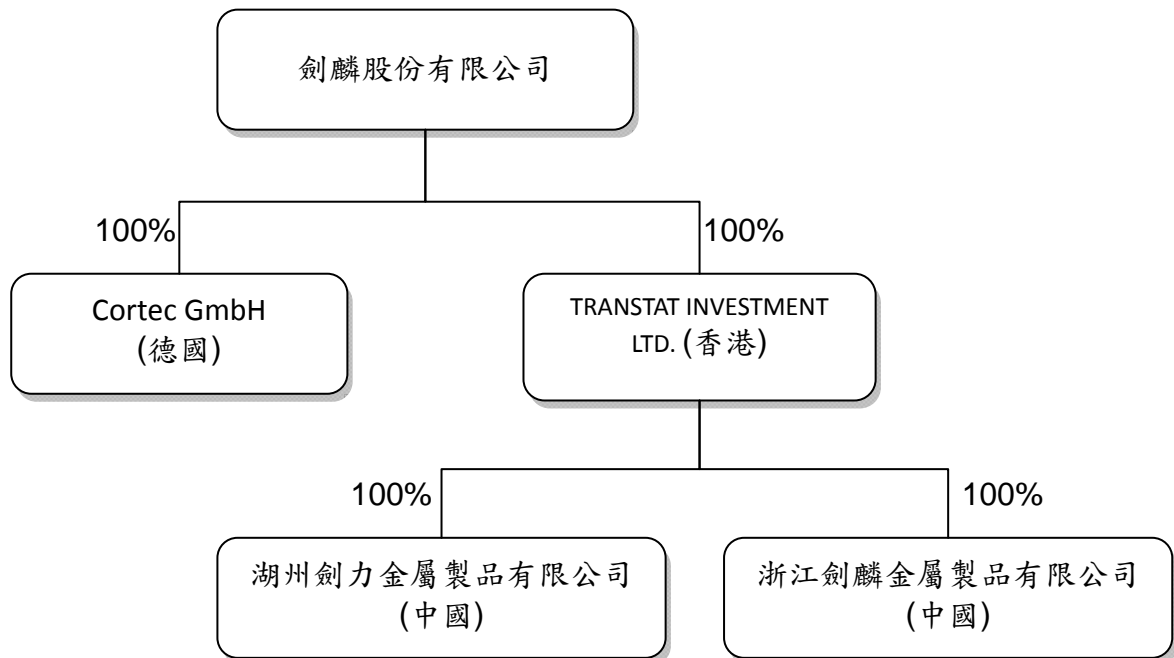 劍麟股份有限公司
100%
100%
Cortec GmbH
(德國)
TRANSTAT INVESTMENT
LTD. (香港)
100%
100%
湖州劍力金屬製品有限公司
(中國)
浙江劍麟金屬製品有限公司
(中國)